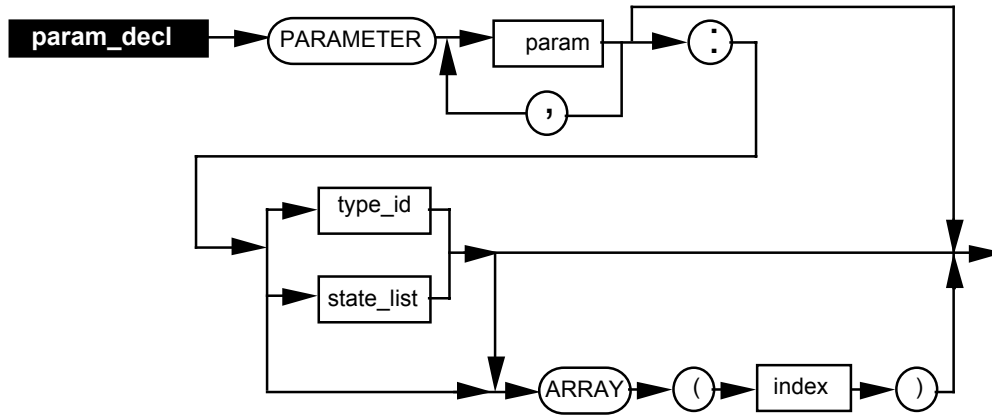 param_decl PARAMETER param :
,
type_id
state_list
ARRAY ( index )